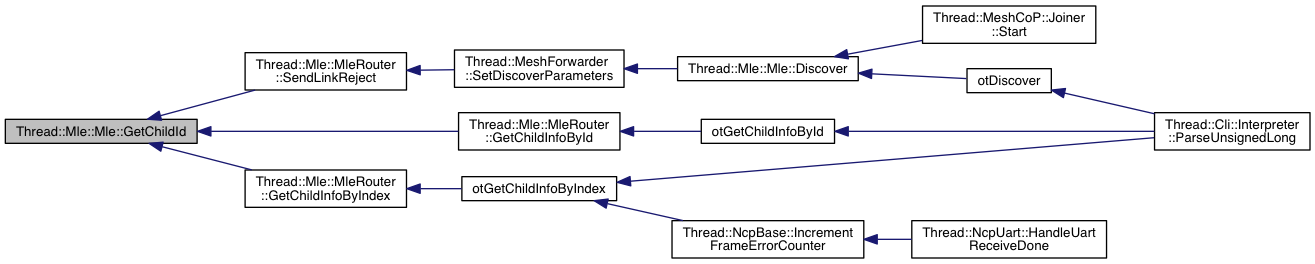 Thread::MeshCoP::Joiner
::Start
Thread::Mle::MleRouter
::SendLinkReject
Thread::MeshForwarder
::SetDiscoverParameters
Thread::Mle::Mle::Discover
otDiscover
Thread::Mle::Mle::GetChildId
Thread::Mle::MleRouter
::GetChildInfoById
otGetChildInfoById
Thread::Cli::Interpreter
::ParseUnsignedLong
Thread::Mle::MleRouter
::GetChildInfoByIndex
otGetChildInfoByIndex
Thread::NcpBase::Increment
FrameErrorCounter
Thread::NcpUart::HandleUart
ReceiveDone